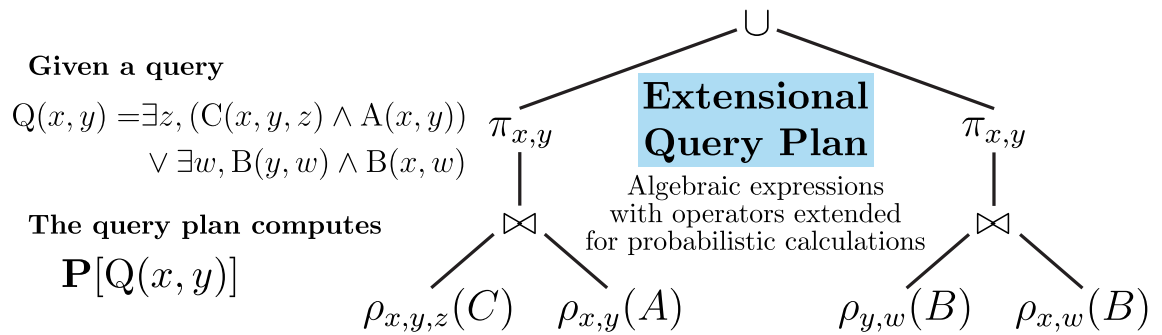 Given a query
Q(x, y) =∃z, (C(x, y, z) ∧ A(x, y))
∨ ∃w, B(y, w) ∧ B(x, w)
The query plan computes
P[Q(x, y)]
∪
Extensional
Query Plan
Algebraic expressions
with operators extended
for probabilistic calculations
π_{x,y}
π_{x,y}
⋈
⋈
ρ_{x,y,z}(C)
ρ_{x,y}(A)
ρ_{y,w}(B)
ρ_{x,w}(B)